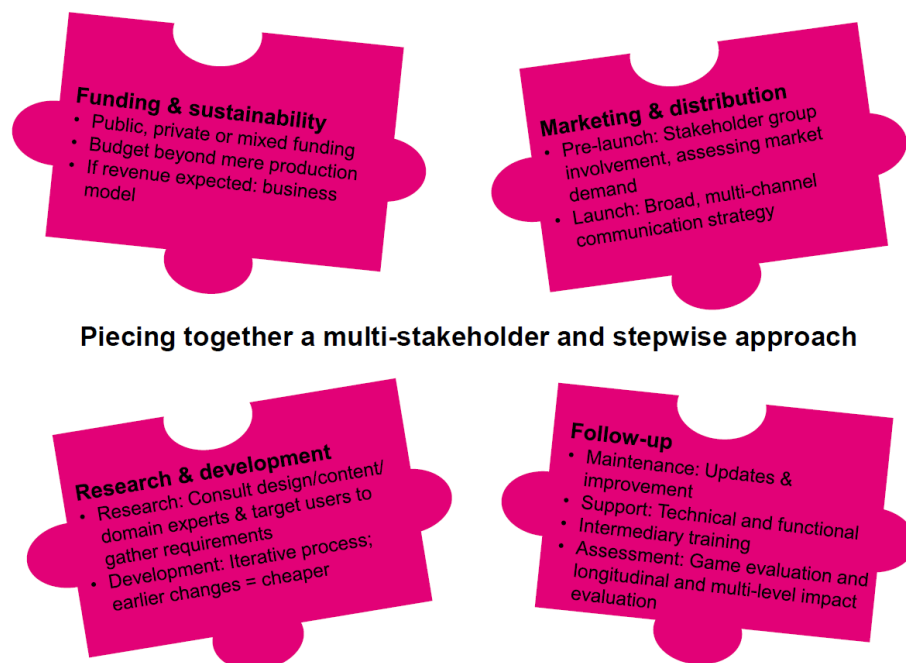 Funding & sustainability
• Public, private or mixed funding
• Budget beyond mere production
• If revenue expected: business
model
Marketing & distribution
• Pre-launch: Stakeholder group
involvement, assessing market
demand
• Launch: Broad, multi-channel
communication strategy
Piecing together a multi-stakeholder and stepwise approach
Research & development
• Research: Consult design/content/
domain experts & target users to
gather requirements
• Development: Iterative process;
earlier changes = cheaper
Follow-up
• Maintenance: Updates &
improvement
• Support: Technical and functional
• Intermediary training
• Assessment: Game evaluation and
longitudinal and multi-level impact
evaluation